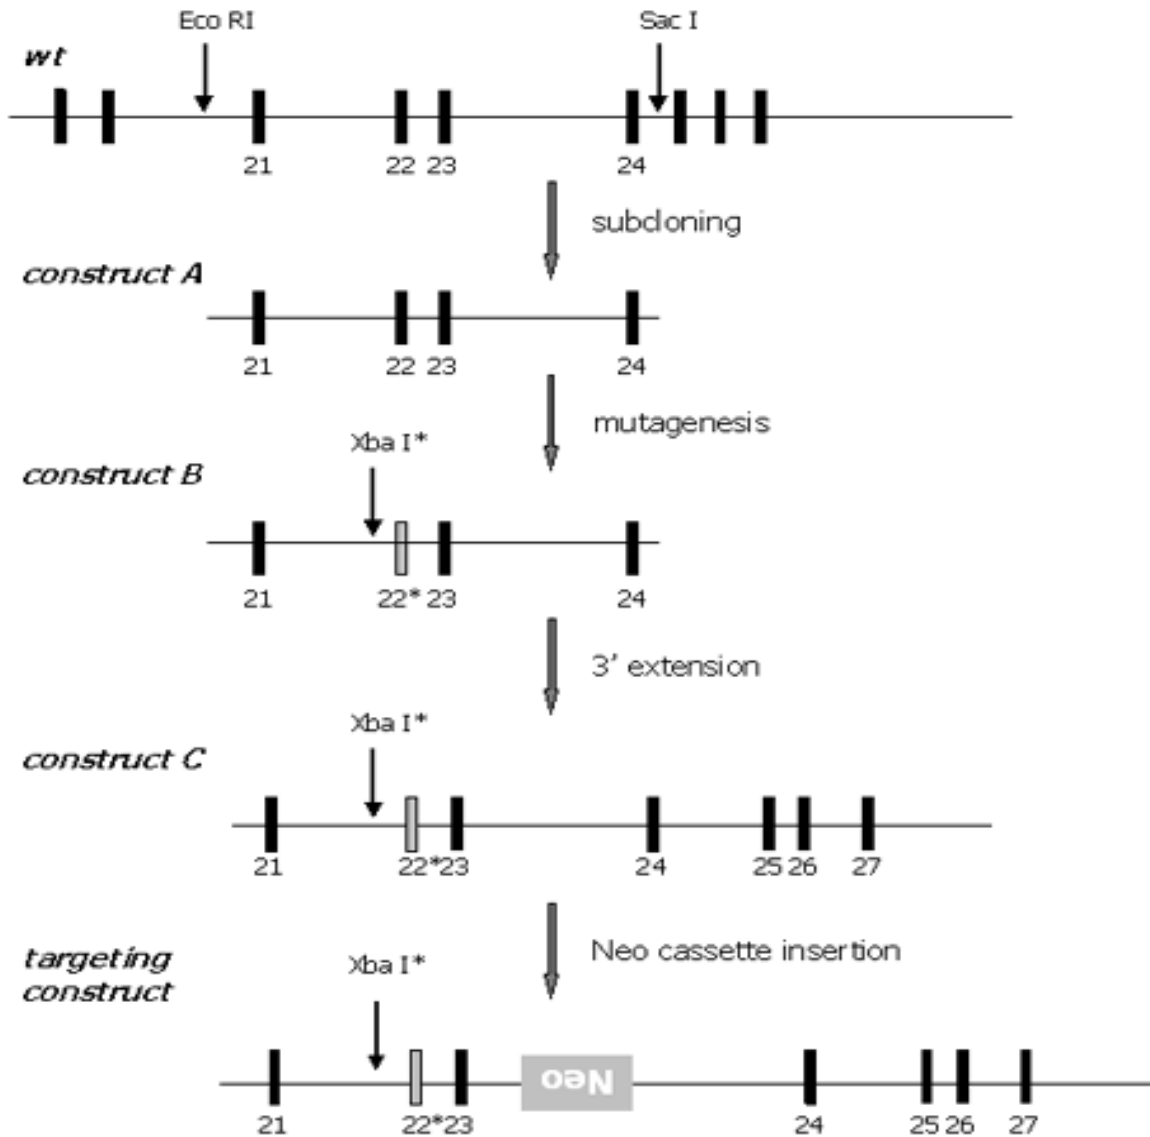 Eco RI Sac I
wt
21 22 23 24
subcloning
construct A
21 22 23 24
mutagenesis
Xba I*
construct B
21 22* 23 24
3' extension
Xba I*
construct C
21 22* 23 24 25 26 27
Neo cassette insertion
targeting
construct
Xba I*
Neo
21 22* 23 24 25 26 27